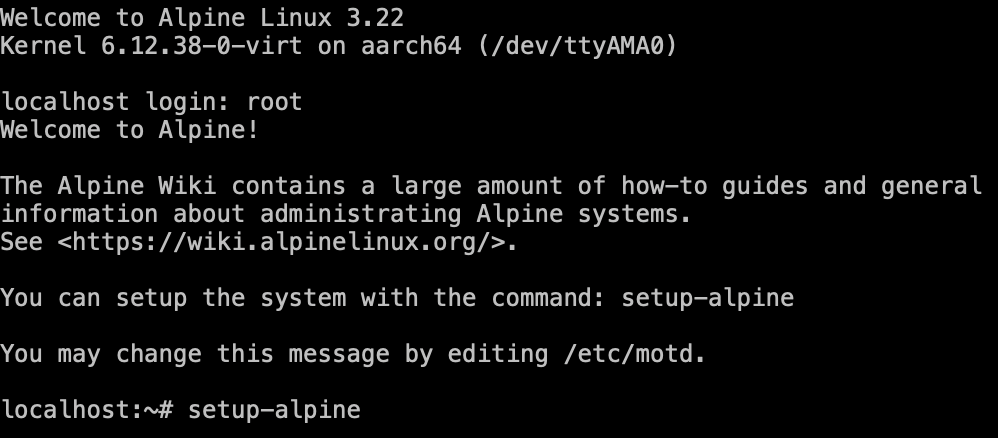 Welcome to Alpine Linux 3.22
Kernel 6.12.38-0-virt on aarch64 (/dev/ttyAMA0)
localhost login: root
Welcome to Alpine!
The Alpine Wiki contains a large amount of how-to guides and general
information about administrating Alpine systems.
See <https://wiki.alpinelinux.org/>.
You can setup the system with the command: setup-alpine
You may change this message by editing /etc/motd.
localhost:~# setup-alpine